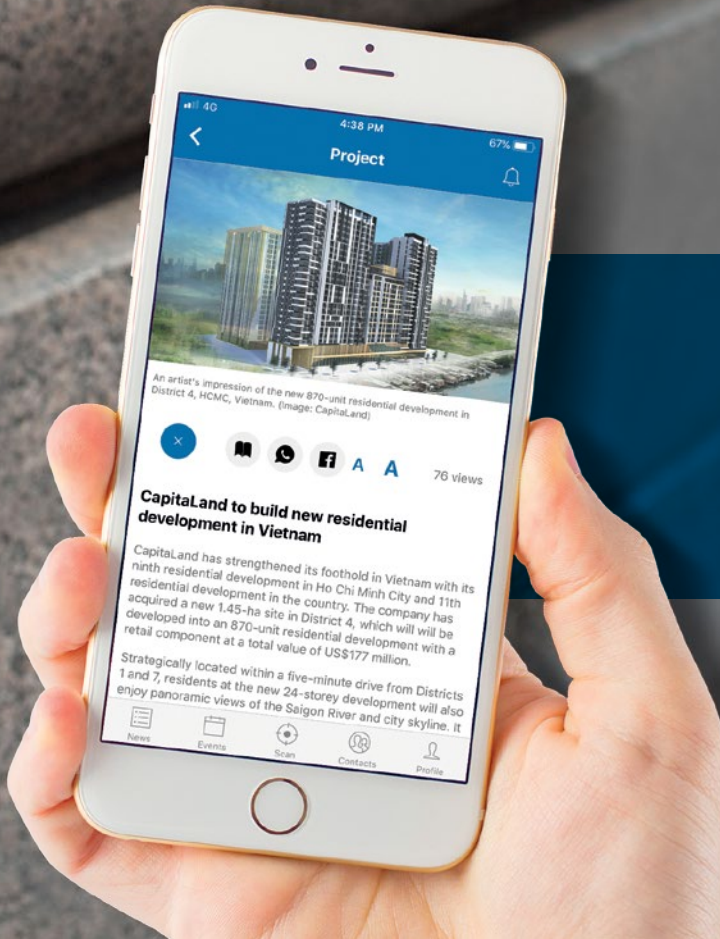 4G
4:38 PM
67%
Project
An artist's impression of the new 870-unit residential development in
District 4, HCMC, Vietnam. (Image: CapitaLand)
A A 76 views
CapitaLand to build new residential
development in Vietnam
CapitaLand has strengthened its foothold in Vietnam with its
ninth residential development in Ho Chi Minh City and 11th
residential development in the country. The company has
acquired a new 1.45-ha site in District 4, which will will be
developed into an 870-unit residential development with a
retail component at a total value of US$177 million.
Strategically located within a five-minute drive from Districts
1 and 7, residents at the new 24-storey development will also
enjoy panoramic views of the Saigon River and city skyline. It
News Events Scan Contacts Profile